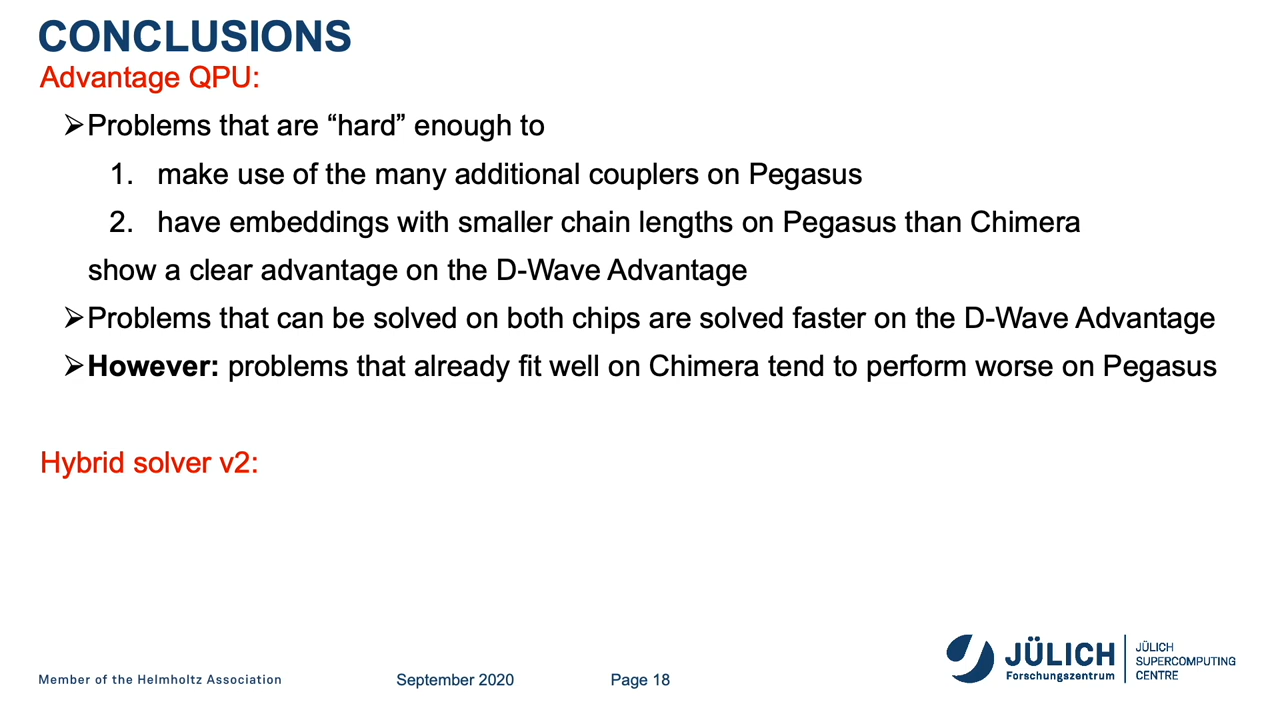 CONCLUSIONS
Advantage QPU:
➢Problems that are “hard” enough to
1. make use of the many additional couplers on Pegasus
2. have embeddings with smaller chain lengths on Pegasus than Chimera
show a clear advantage on the D-Wave Advantage
➢Problems that can be solved on both chips are solved faster on the D-Wave Advantage
➢However: problems that already fit well on Chimera tend to perform worse on Pegasus
Hybrid solver v2:
Member of the Helmholtz Association
September 2020
Page 18
JÜLICH
Forschungszentrum
JÜLICH
SUPERCOMPUTING
CENTRE